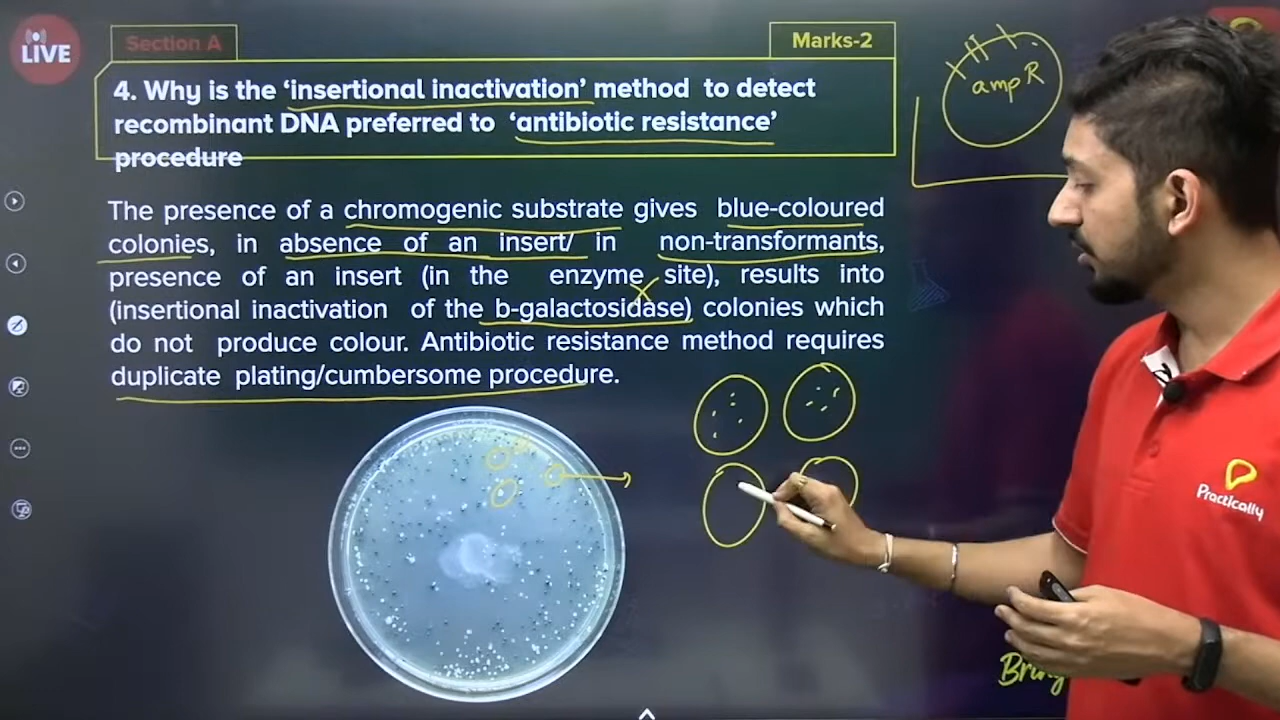 LIVE
Section A
Marks-2
4. Why is the ‘insertional inactivation’ method to detect
recombinant DNA preferred to ‘antibiotic resistance’
procedure
ampR
The presence of a chromogenic substrate gives blue-coloured
colonies, in absence of an insert/ in non-transformants,
presence of an insert (in the enzyme site), results into
(insertional inactivation of the b-galactosidase) colonies which
do not produce colour. Antibiotic resistance method requires
duplicate plating/cumbersome procedure.
Practically